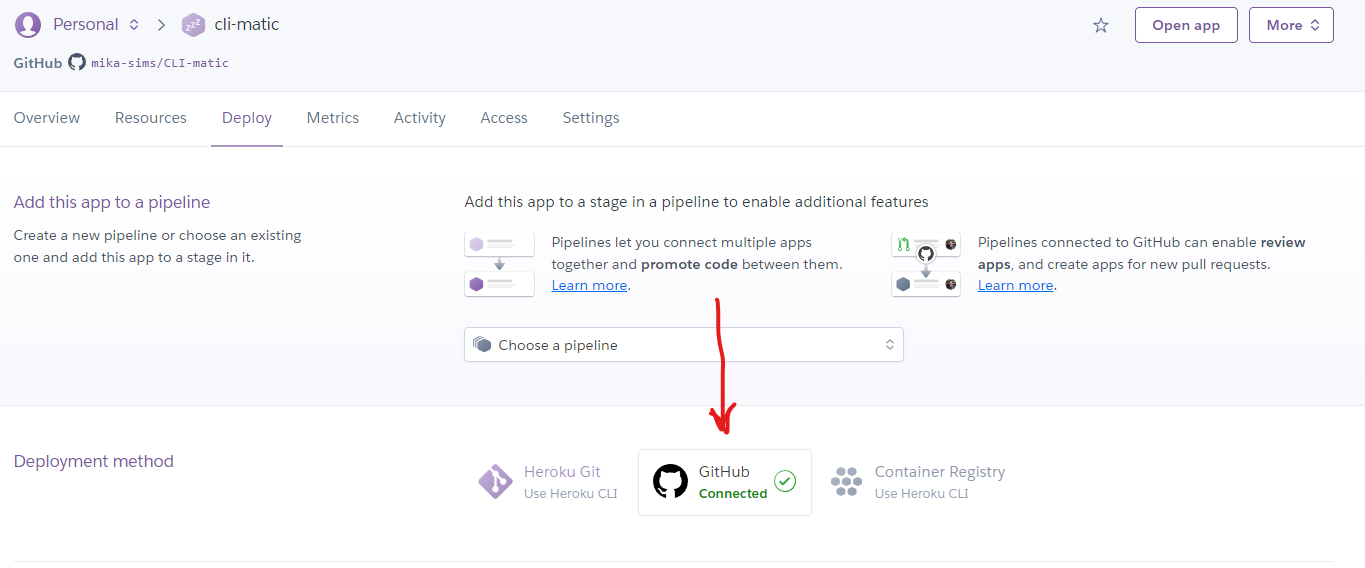 Personal
cli-matic
Open app
More
GitHub mika-sims/CLI-matic
Overview Resources Deploy Metrics Activity Access Settings
Add this app to a pipeline
Create a new pipeline or choose an existing
one and add this app to a stage in it.
Add this app to a stage in a pipeline to enable additional features
Pipelines let you connect multiple apps
together and promote code between them.
Learn more.
Pipelines connected to GitHub can enable review
apps, and create apps for new pull requests.
Learn more.
Choose a pipeline
Deployment method
Heroku Git
Use Heroku CLI
GitHub
Connected
Container Registry
Use Heroku CLI